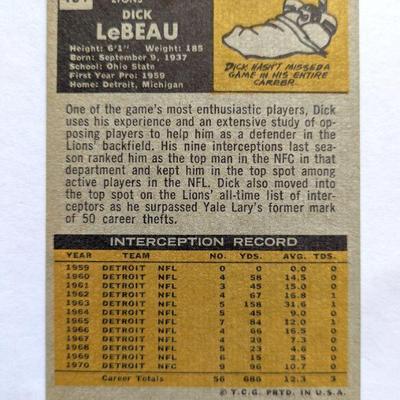 LIONS
DICK
LeBEAU
Height: 6'1" Weight: 185
Born: September 9, 1937
School: Ohio State
First Year Pro: 1959
Home: Detroit, Michigan
DICK HASN'T MISSED A
GAME IN HIS ENTIRE
CAREER.
One of the game's most enthusiastic players, Dick
uses his experience and an extensive study of op-
posing players to help him as a defender in the
Lions' backfield. His nine interceptions last
season ranked him as the top man in the NFC in
that department and kept him in the top spot among
active players in the NFL. Dick also moved into
the top spot on the Lions' all-time list of inter-
ceptors as he surpassed Yale Lary's former mark
of 50 career thefts.
INTERCEPTION RECORD
YEAR TEAM NO. YDS. AVG. TDS.
1959 DETROIT NFL 0 0 0.0 0
1960 DETROIT NFL 4 58 14.5 0
1961 DETROIT NFL 3 45 15.0 0
1962 DETROIT NFL 4 67 16.8 1
1963 DETROIT NFL 5 158 31.6 1
1964 DETROIT NFL 5 45 9.0 0
1965 DETROIT NFL 7 84 12.0 1
1966 DETROIT NFL 4 66 16.5 0
1967 DETROIT NFL 4 29 7.3 0
1968 DETROIT NFL 5 23 4.6 0
1969 DETROIT NFL 6 15 2.5 0
1970 DETROIT NFC 9 96 10.7 0
Career Totals 56 686 12.3 3
© T.C.G. PRTD. IN U.S.A.